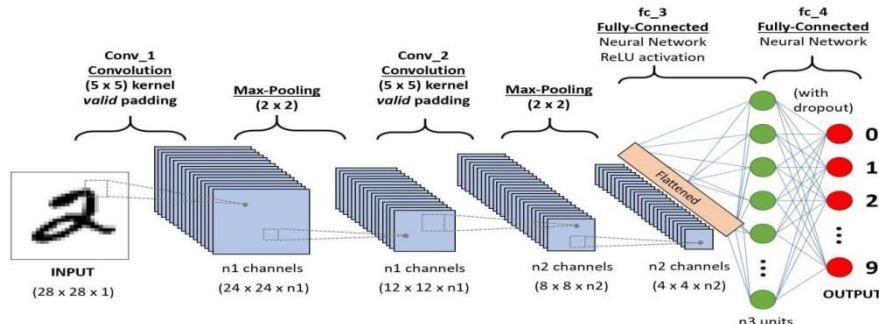 Conv_1
Convolution
(5 x 5) kernel
valid padding
Max-Pooling
(2 x 2)
Conv_2
Convolution
(5 x 5) kernel
valid padding
Max-Pooling
(2 x 2)
fc_3
Fully-Connected
Neural Network
ReLU activation
fc_4
Fully-Connected
Neural Network
(with
dropout)
Flattened
0
1
2
9
INPUT
(28 x 28 x 1)
n1 channels
(24 x 24 x n1)
n1 channels
(12 x 12 x n1)
n2 channels
(8 x 8 x n2)
n2 channels
(4 x 4 x n2)
OUTPUT
n3 units
2